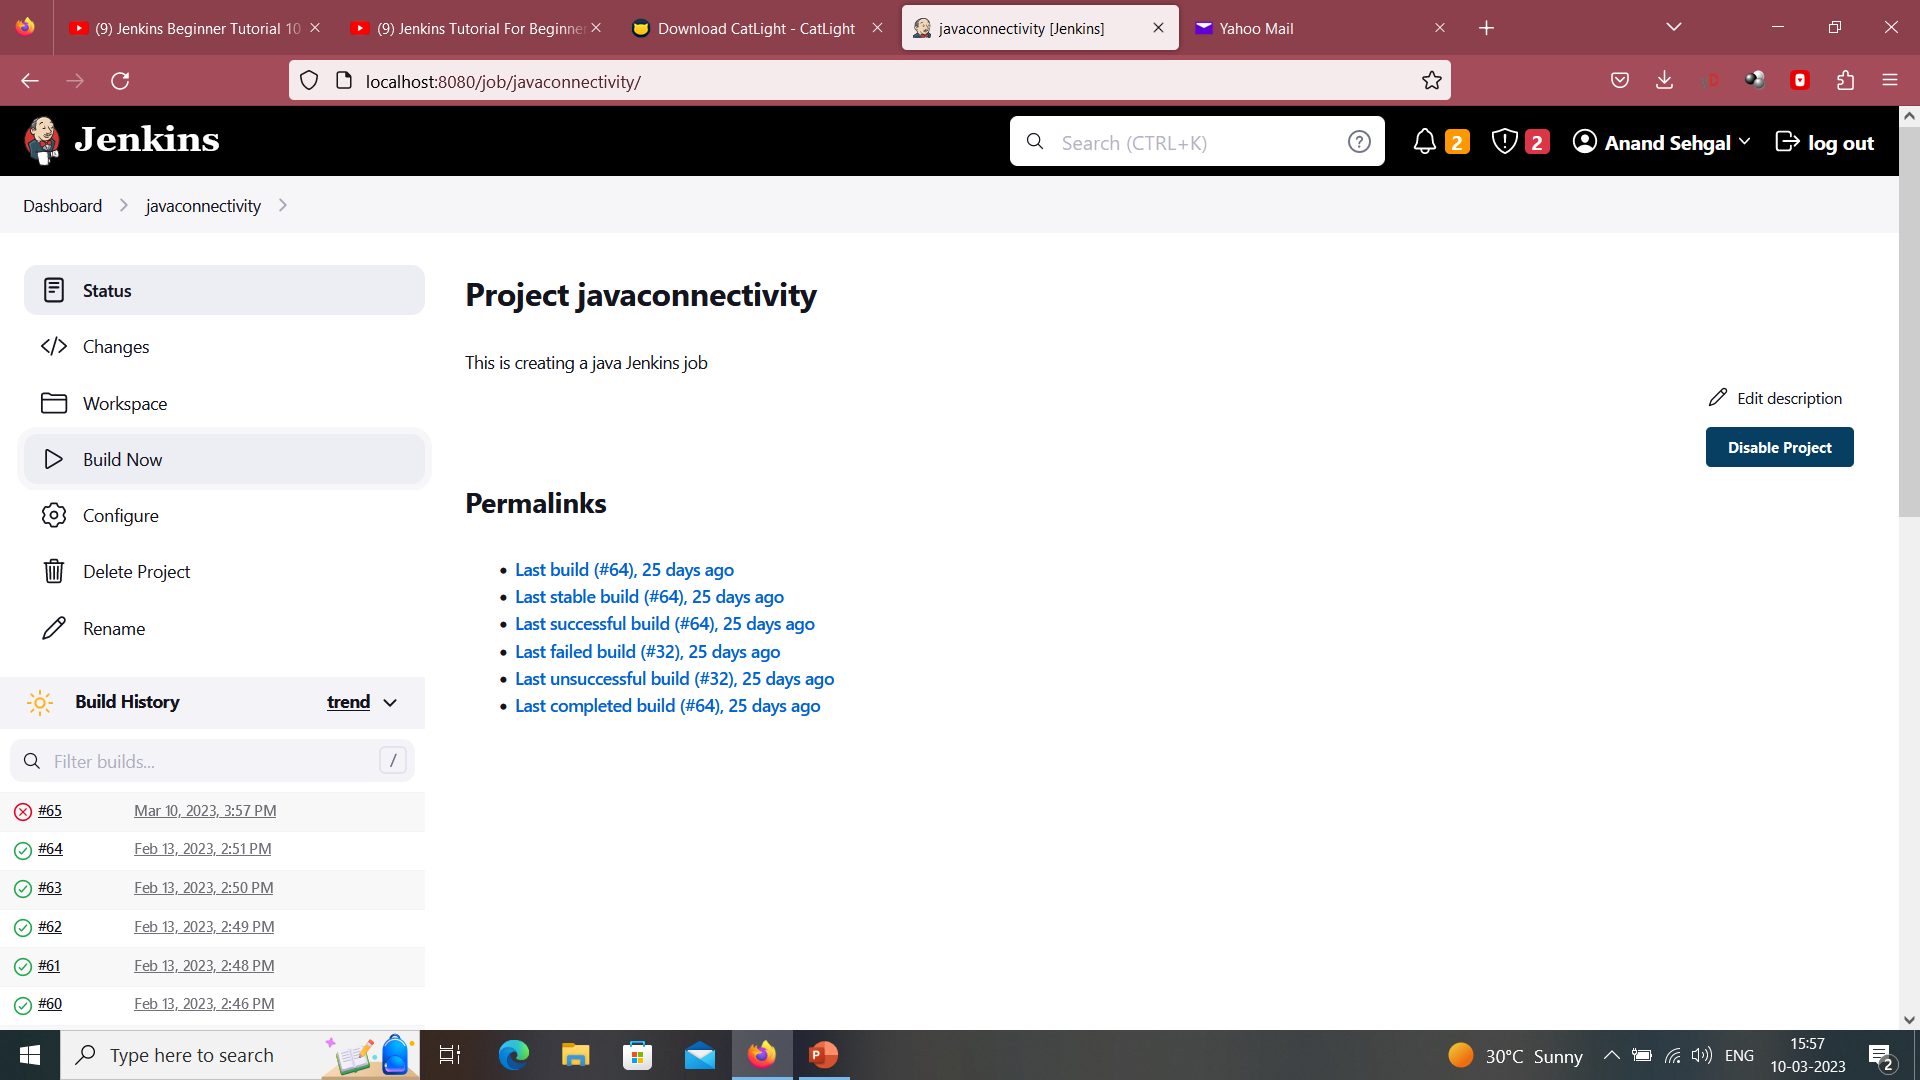 (9) Jenkins Beginner Tutorial 10
(9) Jenkins Tutorial For Beginner
Download CatLight - CatLight
javaconnectivity [Jenkins]
Yahoo Mail
localhost:8080/job/javaconnectivity/
Jenkins
Search (CTRL+K)
?
2
2
Anand Sehgal
log out
Dashboard
javaconnectivity
Status
Changes
Workspace
Build Now
Configure
Delete Project
Rename
Project javaconnectivity
This is creating a java Jenkins job
Edit description
Disable Project
Permalinks
Last build (#64), 25 days ago
Last stable build (#64), 25 days ago
Last successful build (#64), 25 days ago
Last failed build (#32), 25 days ago
Last unsuccessful build (#32), 25 days ago
Last completed build (#64), 25 days ago
Build History
trend
Filter builds...
/
#65 Mar 10, 2023, 3:57 PM
#64 Feb 13, 2023, 2:51 PM
#63 Feb 13, 2023, 2:50 PM
#62 Feb 13, 2023, 2:49 PM
#61 Feb 13, 2023, 2:48 PM
#60 Feb 13, 2023, 2:46 PM
Type here to search
30°C Sunny
ENG
15:57
10-03-2023
2